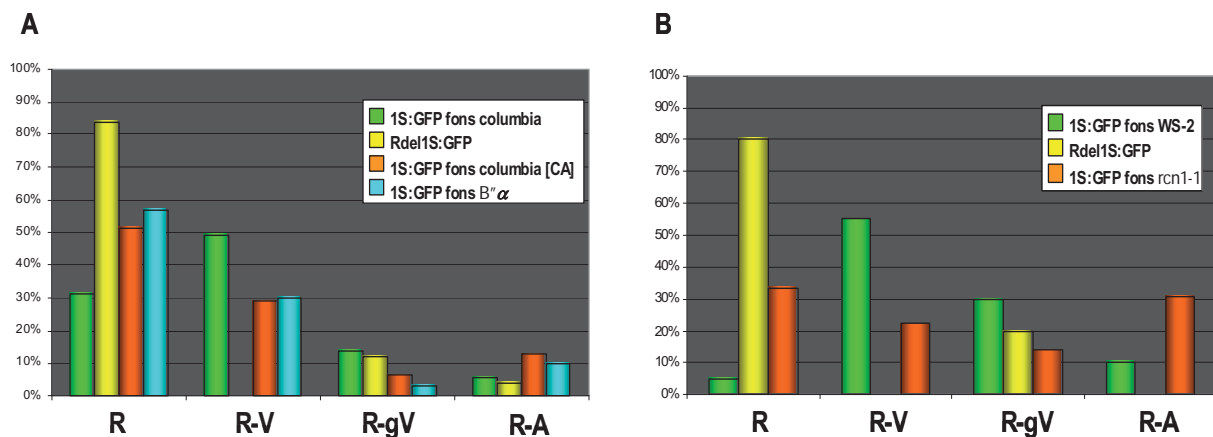 A
100%
90%
80%
70%
60%
50%
40%
30%
20%
10%
0%
1S:GFP fons columbia
Rdel1S:GFP
1S:GFP fons columbia [CA]
1S:GFP fons B″α
R
R-V
R-gV
R-A
B
100%
90%
80%
70%
60%
50%
40%
30%
20%
10%
0%
1S:GFP fons WS-2
Rdel1S:GFP
1S:GFP fons rcn1-1
R
R-V
R-gV
R-A